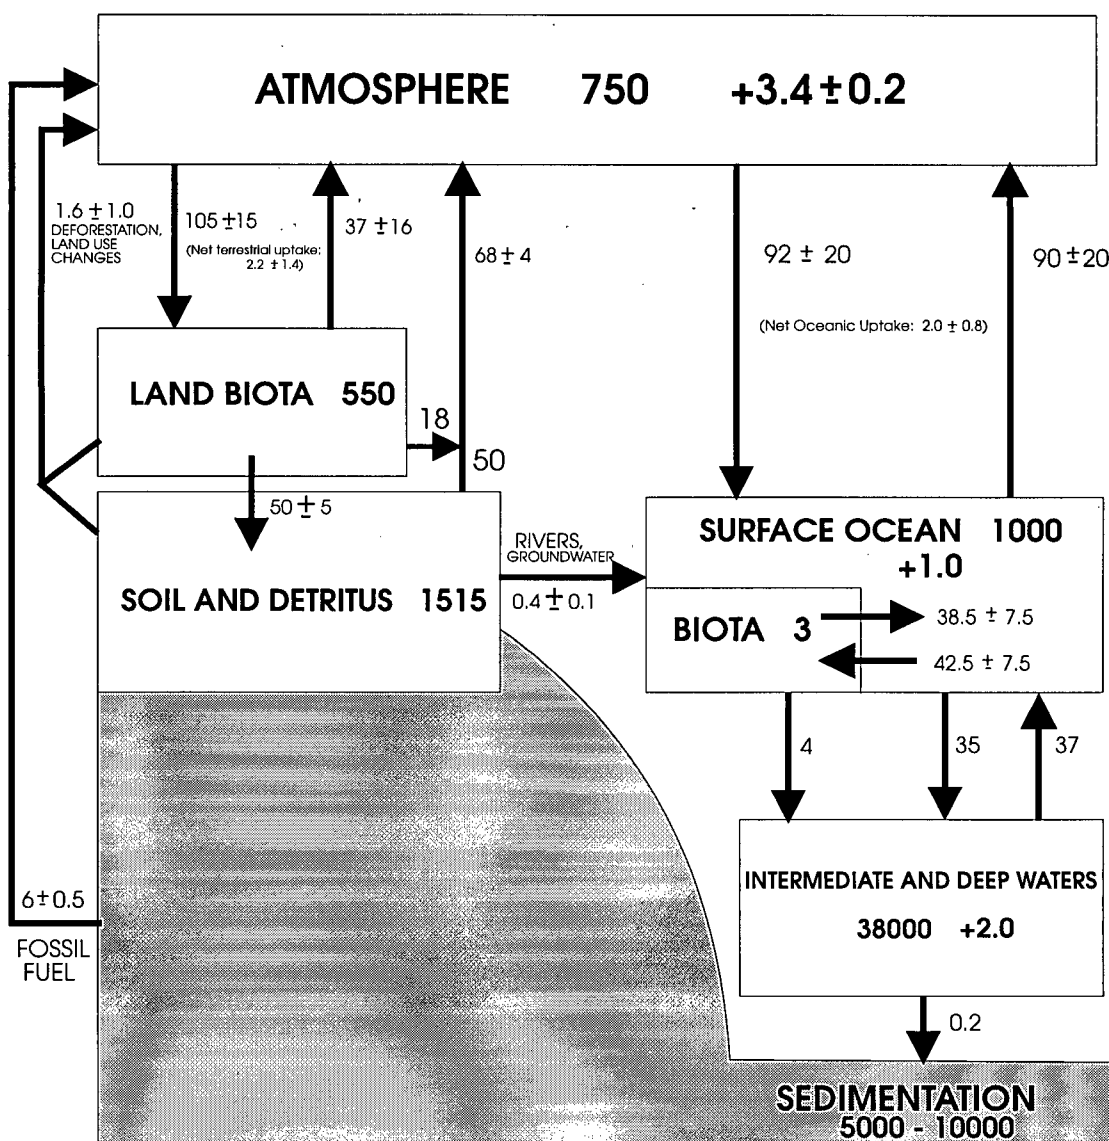 ATMOSPHERE 750 +3.4 ± 0.2
1.6 ± 1.0
DEFORESTATION,
LAND USE
CHANGES
105 ±15
(Net terrestrial uptake:
2.2 ± 1.4)
37 ±16
68 ± 4
92 ± 20
90 ±20
(Net Oceanic Uptake: 2.0 ± 0.8)
LAND BIOTA 550
18
50
50 ± 5
SOIL AND DETRITUS 1515
RIVERS,
GROUNDWATER
0.4 ± 0.1
SURFACE OCEAN 1000
+1.0
BIOTA 3
38.5 ± 7.5
42.5 ± 7.5
4
35
37
INTERMEDIATE AND DEEP WATERS
38000 +2.0
6±0.5
FOSSIL
FUEL
0.2
SEDIMENTATION
5000 - 10000